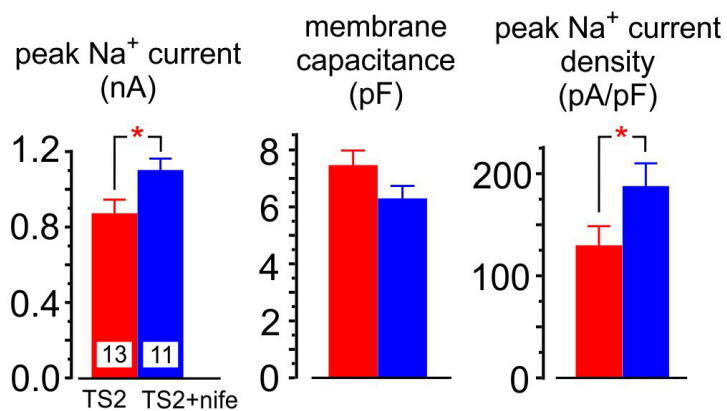 peak Na⁺ current
(nA)
1.2
0.8
0.4
0.0
*
13
11
TS2
TS2+nife
membrane
capacitance
(pF)
8
6
4
2
0
peak Na⁺ current
density
(pA/pF)
200
100
0
*